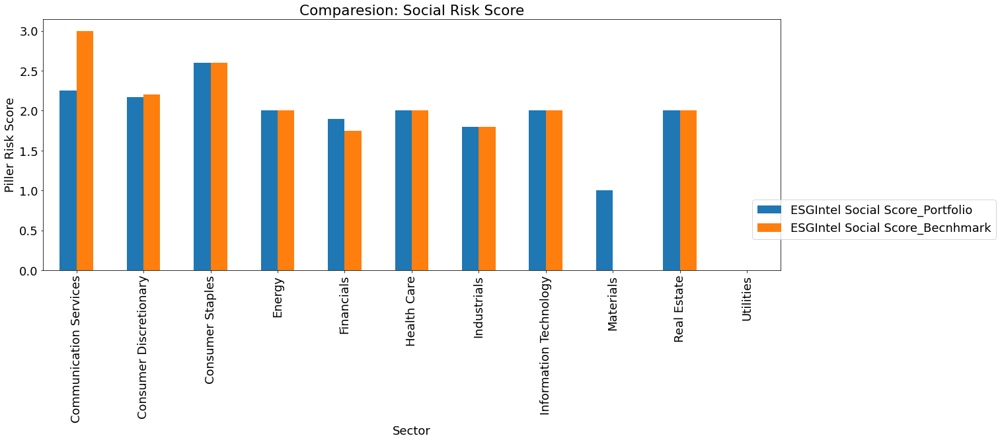 Comparesion: Social Risk Score
Piller Risk Score
3.0
2.5
2.0
1.5
1.0
0.5
0.0
ESGIntel Social Score_Portfolio
ESGIntel Social Score_Becnhmark
Communication Services
Consumer Discretionary
Consumer Staples
Energy
Financials
Health Care
Industrials
Information Technology
Materials
Real Estate
Utilities
Sector